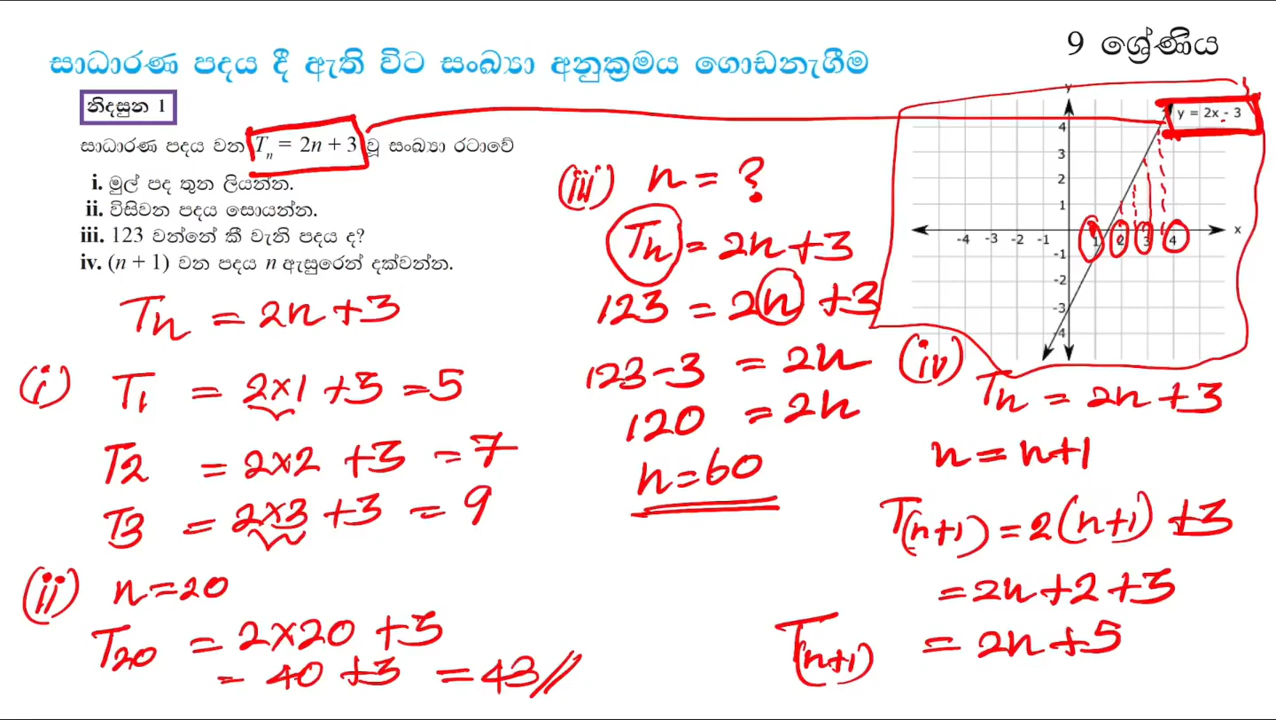 9 ශ්‍රේණිය
සාධාරණ පදය දී ඇති විට සංඛ්‍යා අනුක්‍රමය ගොඩනැගීම
නිදසුන 1
සාධාරණ පදය වන Tn = 2n + 3 වූ සංඛ්‍යා රටාවේ
i. මුල් පද තුන ලියන්න.
ii. විසිවන පදය සොයන්න.
iii. 123 වන්නේ කී වැනි පදය ද?
iv. (n + 1) වන පදය n ඇසුරෙන් දක්වන්න.
Tn = 2n+3
(i) T1 = 2×1 +3 =5
T2 = 2×2 +3 =7
T3 = 2×3 +3 = 9
(ii) n=20
T20 = 2×20 +3
= 40 +3 =43//
(iii) n = ?
Tn = 2n+3
123 = 2n +3
123-3 = 2n
120 = 2n
n=60
y
y = 2x - 3
4
3
2
1
-4 -3 -2 -1 1 2 3 4 x
-1
-2
-3
-4
(iv) Tn = 2n +3
n = n+1
T(n+1) = 2(n+1) +3
= 2n+2+3
T(n+1) = 2n+5